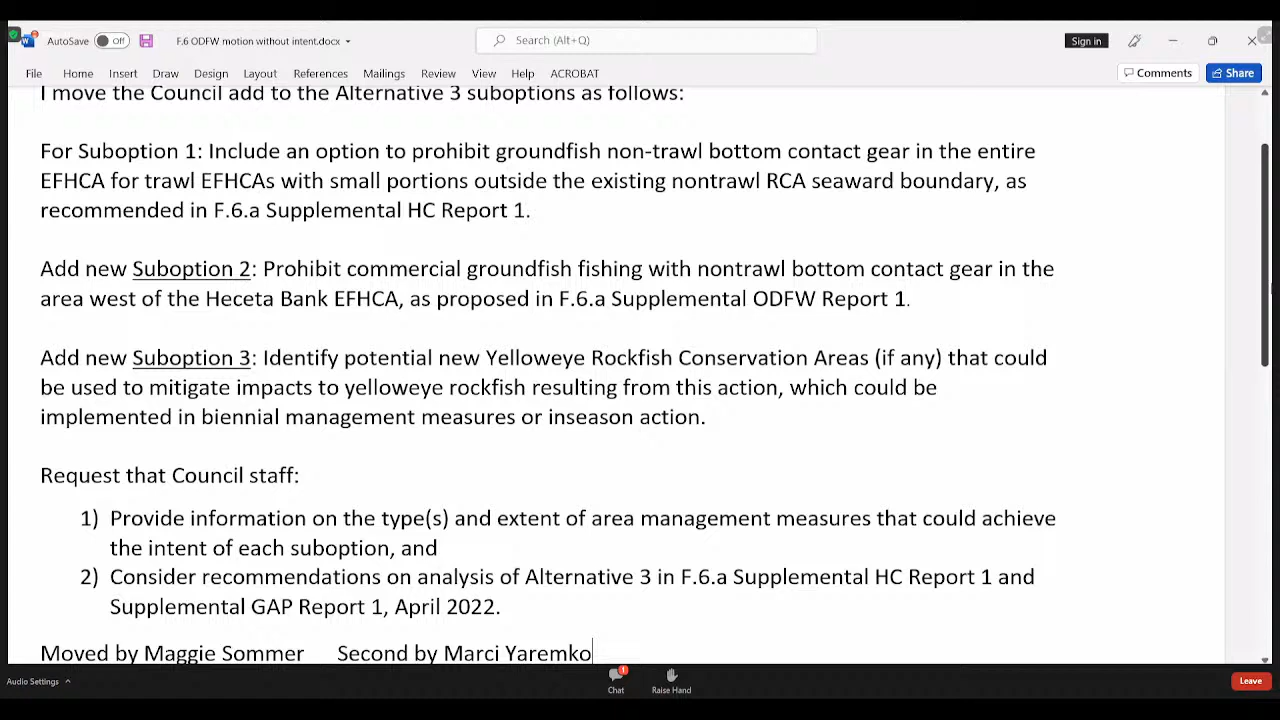 AutoSave Off F.6 ODFW motion without intent.docx Search (Alt+Q) Sign in
File Home Insert Draw Design Layout References Mailings Review View Help ACROBAT Comments Share
I move the Council add to the Alternative 3 suboptions as follows:
For Suboption 1: Include an option to prohibit groundfish non-trawl bottom contact gear in the entire
EFHCA for trawl EFHCAs with small portions outside the existing nontrawl RCA seaward boundary, as
recommended in F.6.a Supplemental HC Report 1.
Add new Suboption 2: Prohibit commercial groundfish fishing with nontrawl bottom contact gear in the
area west of the Heceta Bank EFHCA, as proposed in F.6.a Supplemental ODFW Report 1.
Add new Suboption 3: Identify potential new Yelloweye Rockfish Conservation Areas (if any) that could
be used to mitigate impacts to yelloweye rockfish resulting from this action, which could be
implemented in biennial management measures or inseason action.
Request that Council staff:
1) Provide information on the type(s) and extent of area management measures that could achieve
the intent of each suboption, and
2) Consider recommendations on analysis of Alternative 3 in F.6.a Supplemental HC Report 1 and
Supplemental GAP Report 1, April 2022.
Moved by Maggie Sommer Second by Marci Yaremko
Audio Settings Chat 1 Raise Hand Leave